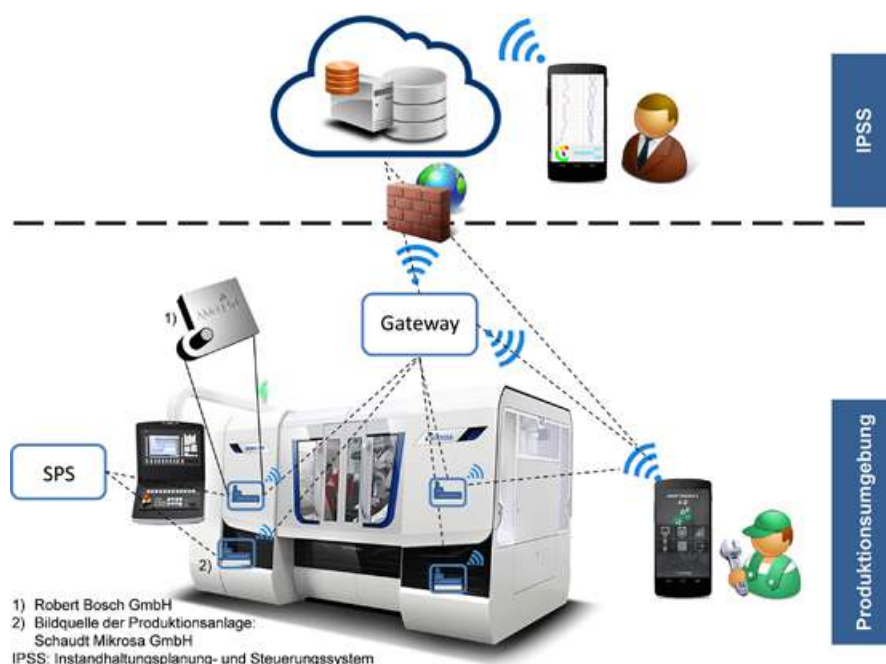 IPSS
1)
Gateway
SPS
mikrosa
2)
Produktionsumgebung
1) Robert Bosch GmbH
2) Bildquelle der Produktionsanlage:
Schaudt Mikrosa GmbH
IPSS: Instandhaltungsplanung- und Steuerungssystem